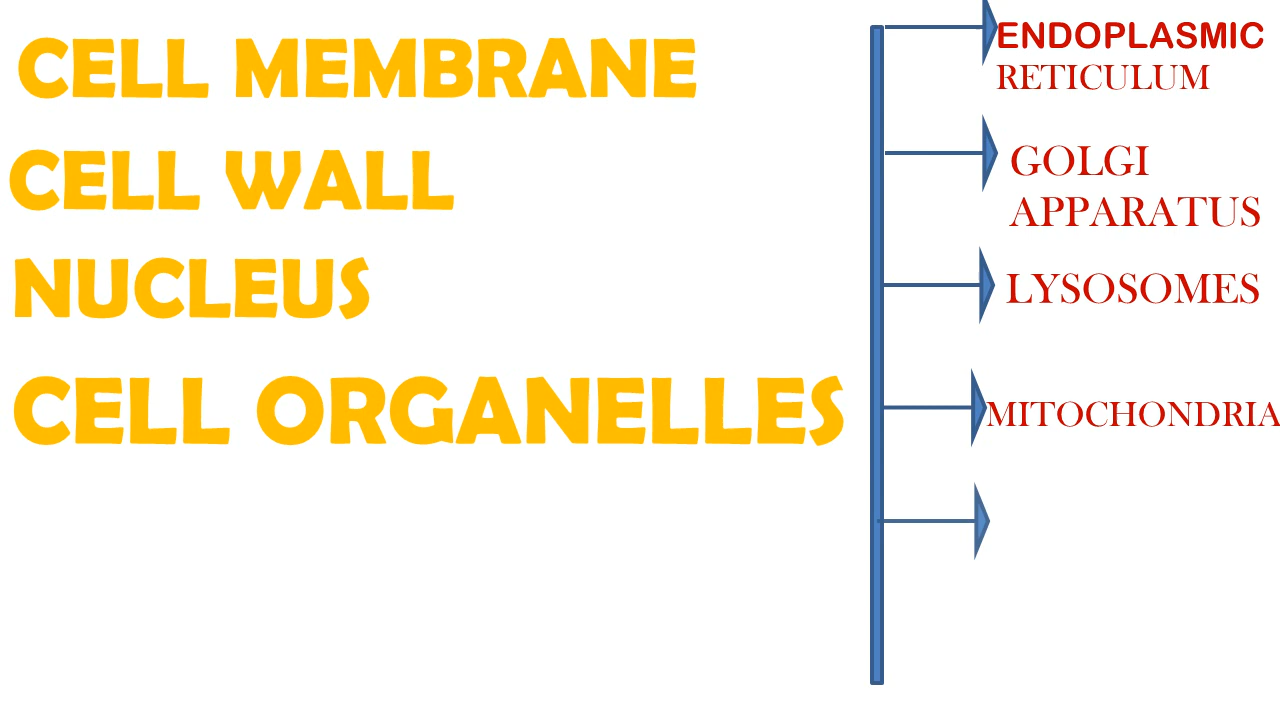 CELL MEMBRANE
CELL WALL
NUCLEUS
CELL ORGANELLES
ENDOPLASMIC
RETICULUM
GOLGI
APPARATUS
LYSOSOMES
MITOCHONDRIA